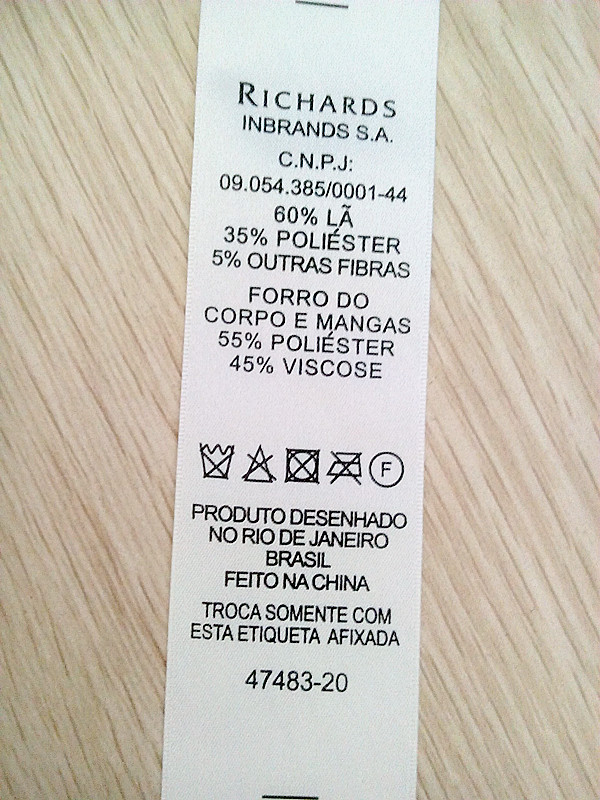 RICHARDS
INBRANDS S.A.
C.N.P.J:
09.054.385/0001-44
60% LÃ
35% POLIÉSTER
5% OUTRAS FIBRAS
FORRO DO
CORPO E MANGAS
55% POLIÉSTER
45% VISCOSE
F
PRODUTO DESENHADO
NO RIO DE JANEIRO
BRASIL
FEITO NA CHINA
TROCA SOMENTE COM
ESTA ETIQUETA AFIXADA
47483-20